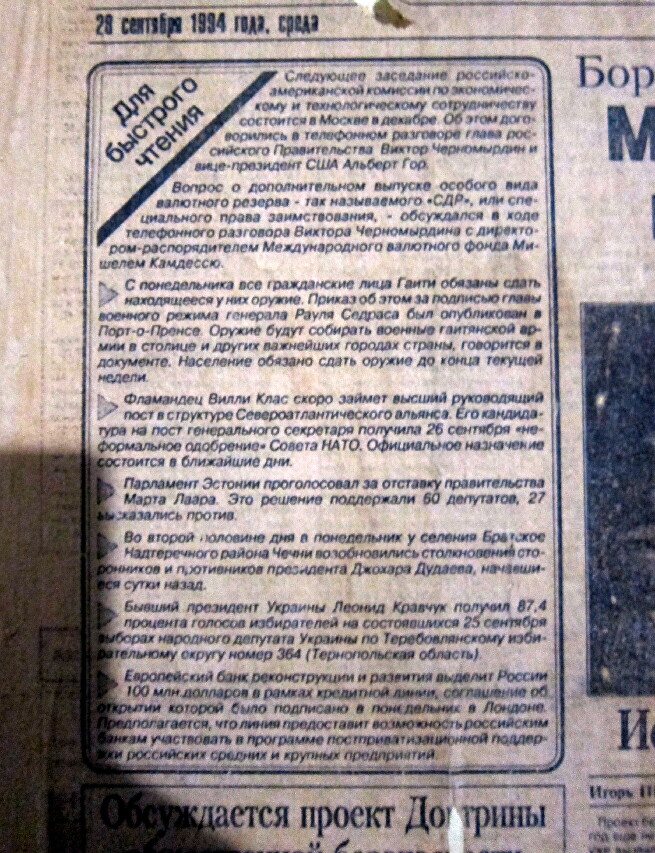 28 сентября 1994 года, среда
Для
быстрого
чтения
Следующее заседание российско-
американской комиссии по экономичес-
кому и технологическому сотрудничеству
состоится в Москве в декабре. Об этом дого-
ворились в телефонном разговоре глава рос-
сийского Правительства Виктор Черномырдин и
вице-президент США Альберт Гор.
Вопрос о дополнительном выпуске особого вида
валютного резерва - так называемого «СДР», или спе-
циального права заимствования, - обсуждался в ходе
телефонного разговора Виктора Черномырдина с директо-
ром-распорядителем Международного валютного фонда Ми-
шелем Камдессю.
С понедельника все гражданские лица Гаити обязаны сдать
находящееся у них оружие. Приказ об этом за подписью главы
военного режима генерала Рауля Седраса был опубликован в
Порт-о-Пренсе. Оружие будут собирать военные гаитянской ар-
мии в столице и других важнейших городах страны, говорится в
документе. Население обязано сдать оружие до конца текущей
недели.
Фламандец Вилли Клас скоро займет высший руководящий
пост в структуре Североатлантического альянса. Его кандида-
тура на пост генерального секретаря получила 26 сентября «не-
формальное одобрение» Совета НАТО. Официальное назначение
состоится в ближайшие дни.
Парламент Эстонии проголосовал за отставку правительства
Марта Лаара. Это решение поддержали 60 депутатов, 27
высказались против.
Во второй половине дня в понедельник у селения Братское
Надтеречного района Чечни возобновились столкновения сто-
ронников и противников президента Джохара Дудаева, начавши-
еся сутки назад.
Бывший президент Украины Леонид Кравчук получил 87,4
процента голосов избирателей на состоявшихся 25 сентября
выборах народного депутата Украины по Теребовлянскому изби-
рательному округу номер 364 (Тернопольская область).
Европейский банк реконструкции и развития выделит России
100 млн долларов в рамках кредитной линии, соглашение об
открытии которой было подписано в понедельник в Лондоне.
Предполагается, что линия предоставит возможность российским
банкам участвовать в программе постприватизационной поддер-
жки российских средних и крупных предприятий.
Обсуждается проект Доктрины
Бор
М
Ис
Игорь